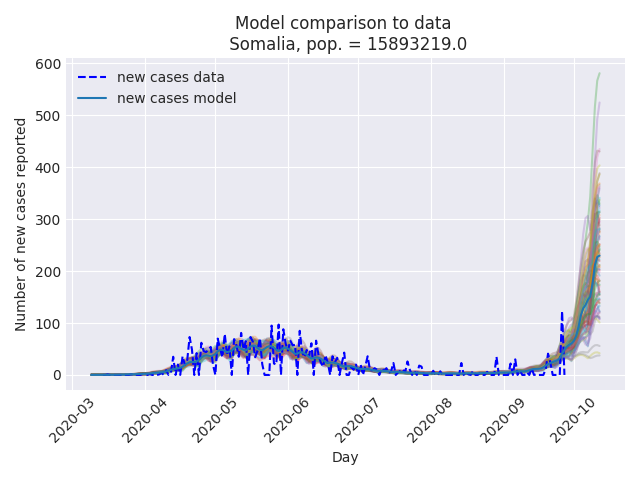 Model comparison to data
Somalia, pop. = 15893219.0
new cases data
new cases model
Number of new cases reported
600
500
400
300
200
100
0
2020-03
2020-04
2020-05
2020-06
2020-07
2020-08
2020-09
2020-10
Day